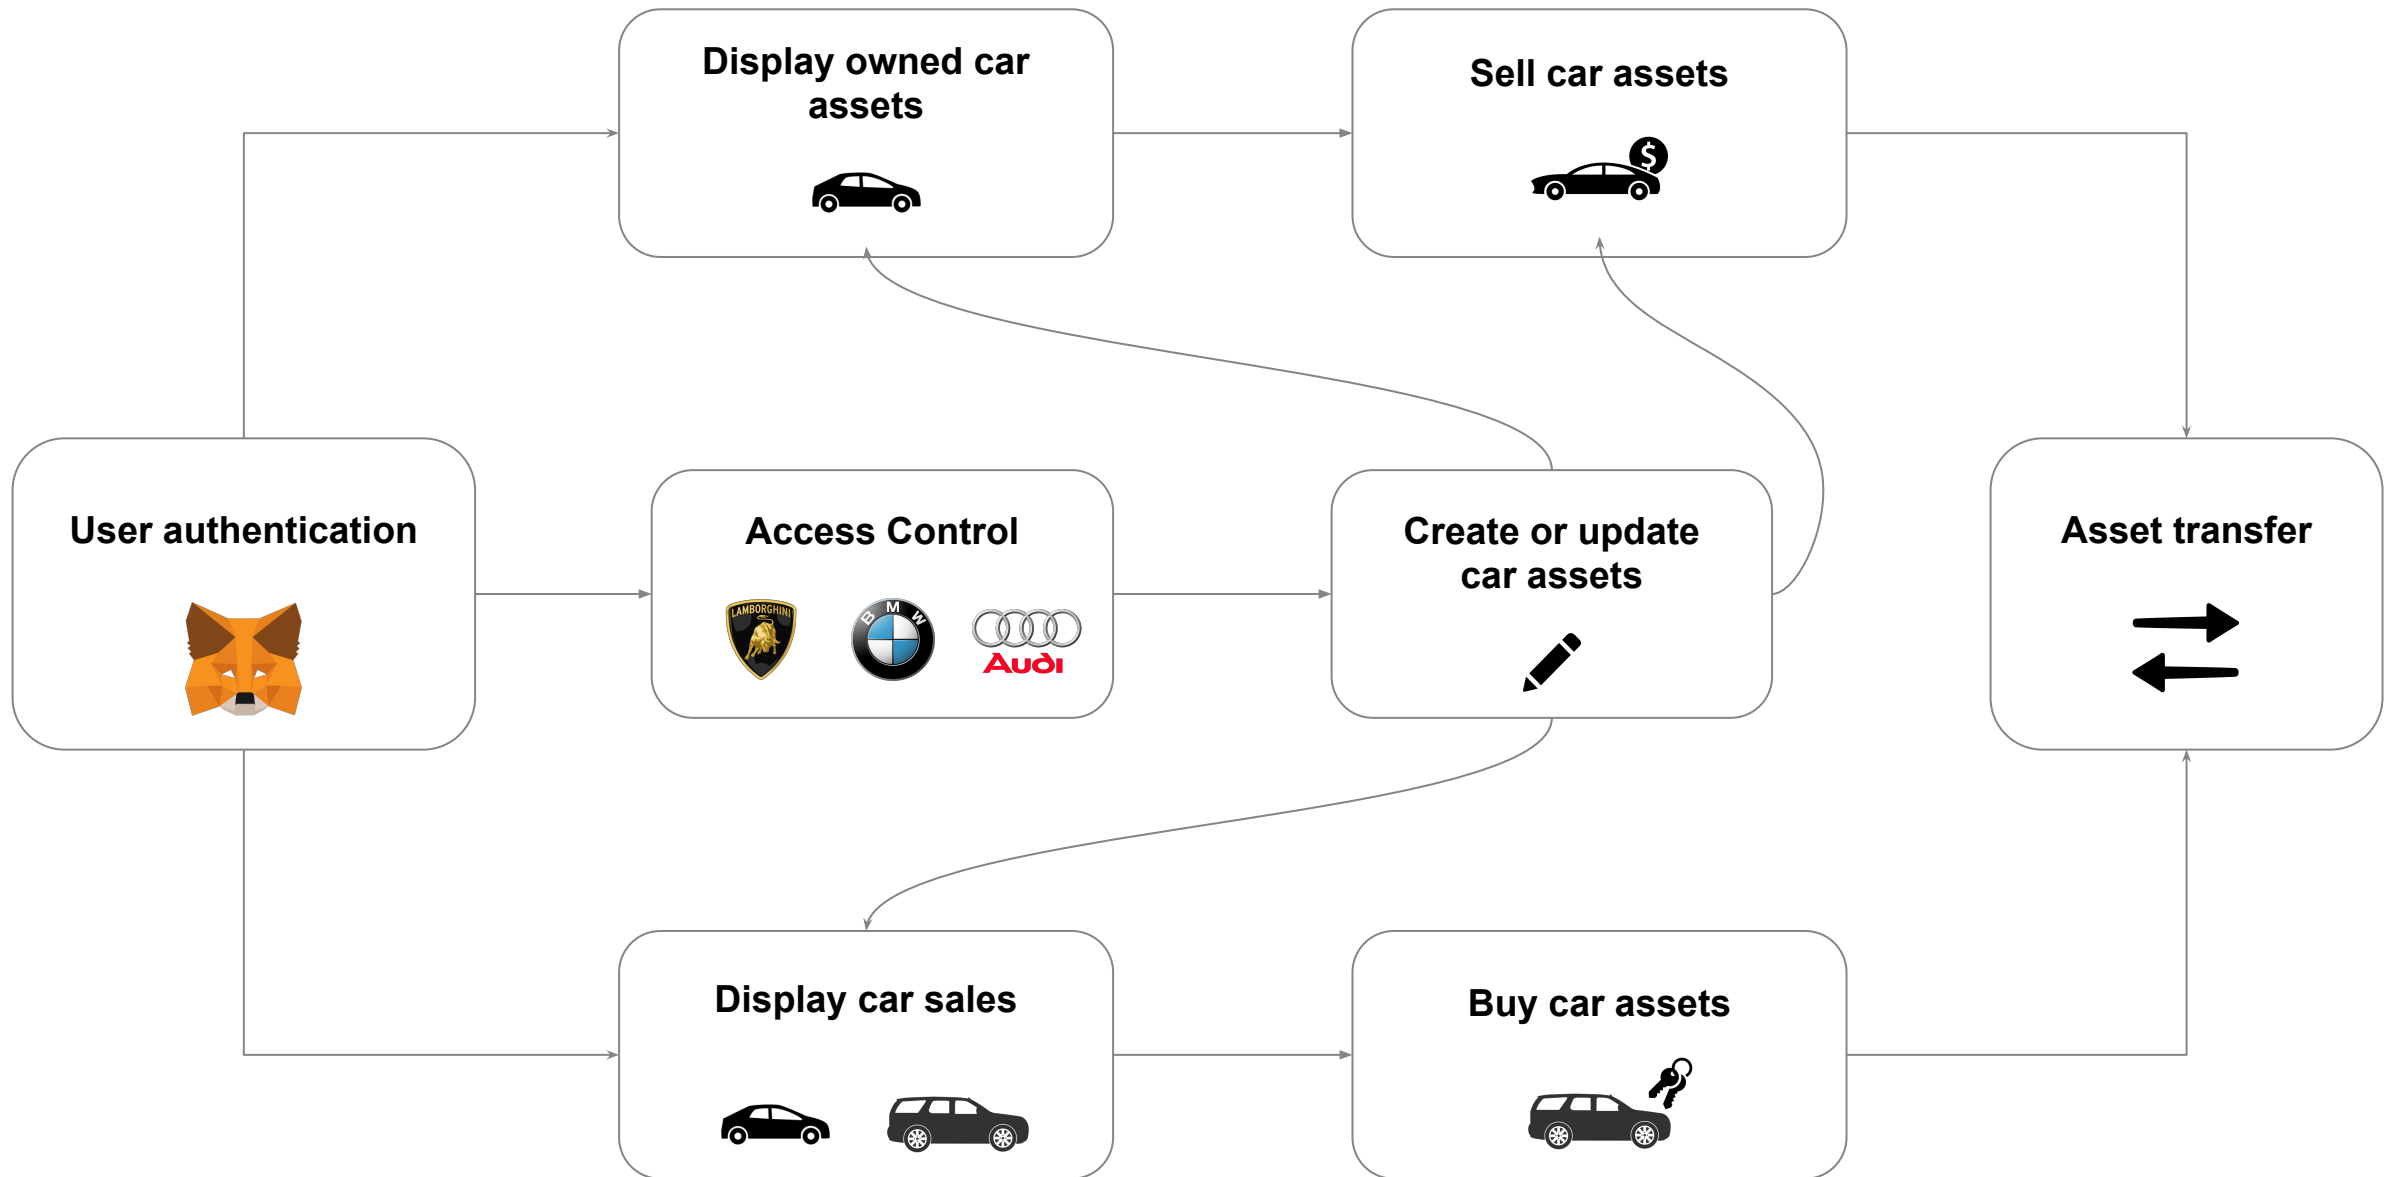 Display owned car
assets
Sell car assets
$
User authentication
Access Control
LAMBORGHINI
BMW
Audi
Create or update
car assets
Asset transfer
Display car sales
Buy car assets